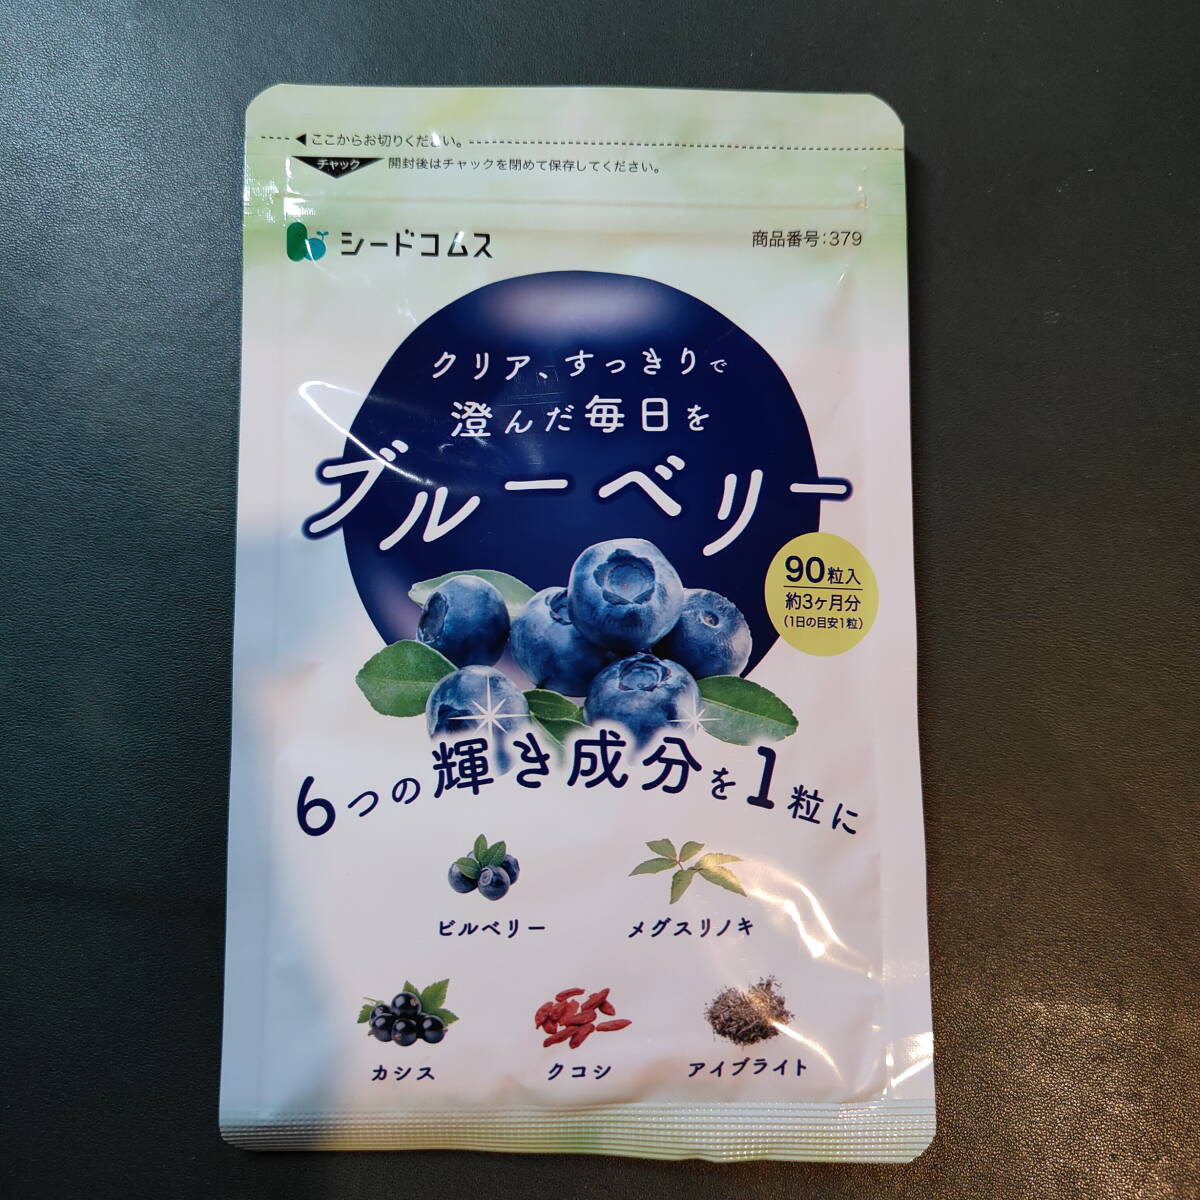 ◀ここからお切りください。
チャック
開封後はチャックを閉めて保存してください。
シードコムス
商品番号:379
クリア、すっきりで
澄んだ毎日を
ブルーベリー
90粒入
約3ヶ月分
(1日の目安1粒)
6つの輝き成分を1粒に
ビルベリー
メグスリノキ
カシス
クコシ
アイブライト